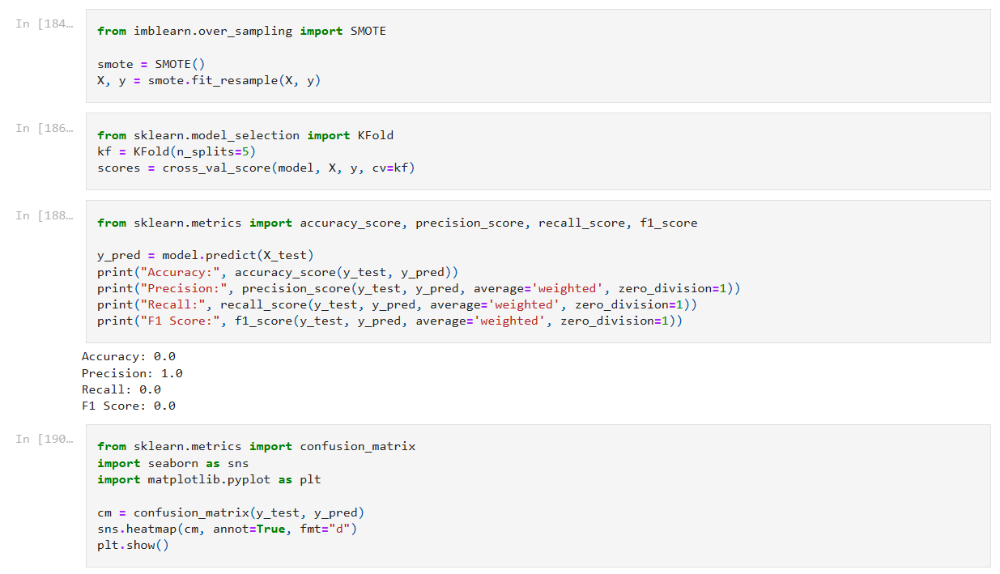 In [184…
from imblearn.over_sampling import SMOTE
smote = SMOTE()
X, y = smote.fit_resample(X, y)
In [186…
from sklearn.model_selection import KFold
kf = KFold(n_splits=5)
scores = cross_val_score(model, X, y, cv=kf)
In [188…
from sklearn.metrics import accuracy_score, precision_score, recall_score, f1_score
y_pred = model.predict(X_test)
print("Accuracy:", accuracy_score(y_test, y_pred))
print("Precision:", precision_score(y_test, y_pred, average='weighted', zero_division=1))
print("Recall:", recall_score(y_test, y_pred, average='weighted', zero_division=1))
print("F1 Score:", f1_score(y_test, y_pred, average='weighted', zero_division=1))
Accuracy: 0.0
Precision: 1.0
Recall: 0.0
F1 Score: 0.0
In [190…
from sklearn.metrics import confusion_matrix
import seaborn as sns
import matplotlib.pyplot as plt
cm = confusion_matrix(y_test, y_pred)
sns.heatmap(cm, annot=True, fmt="d")
plt.show()